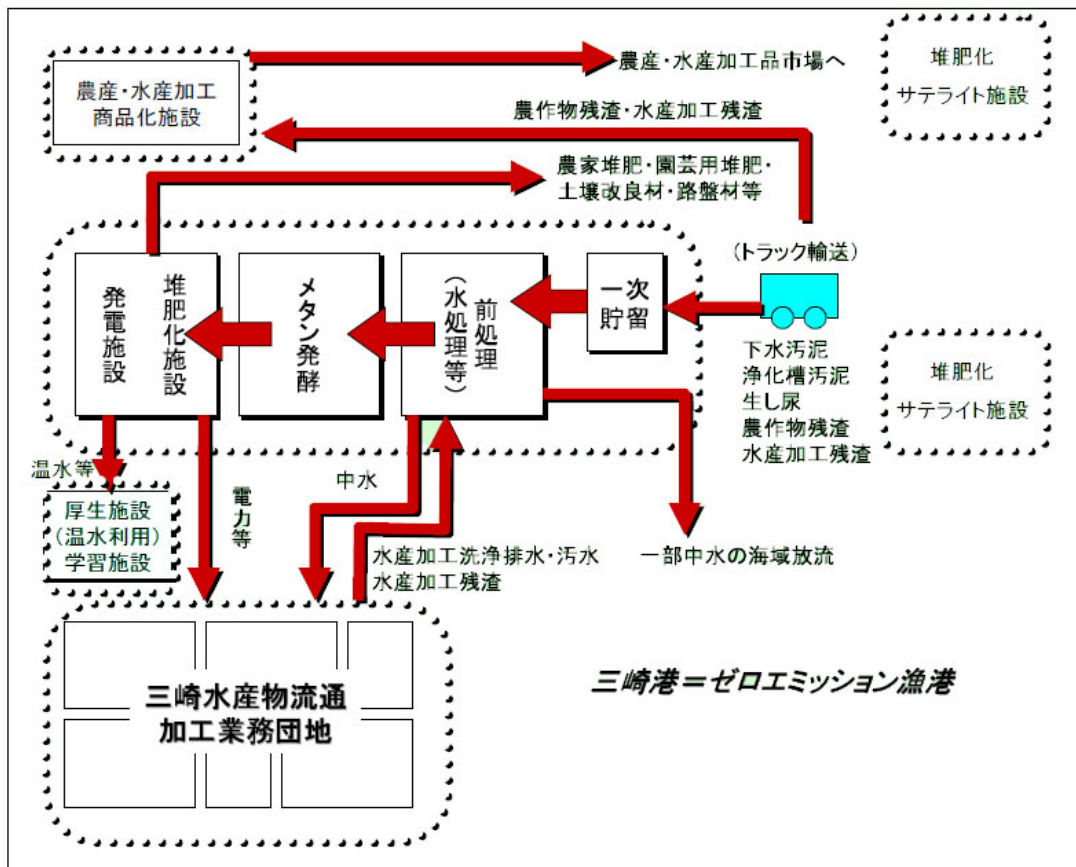 農産・水産加工
商品化施設
農産・水産加工品市場へ
堆肥化
サテライト施設
農作物残渣・水産加工残渣
農家堆肥・園芸用堆肥・
土壌改良材・路盤材等
(トラック輸送)
発電施設
堆肥化施設
メタン発酵
前処理
(水処理等)
一次
貯留
下水汚泥
浄化槽汚泥
生し尿
農作物残渣
水産加工残渣
堆肥化
サテライト施設
温水等
厚生施設
(温水利用)
学習施設
電力等
中水
水産加工洗浄排水・汚水
水産加工残渣
一部中水の海域放流
三崎水産物流通
加工業務団地
三崎港=ゼロエミッション漁港